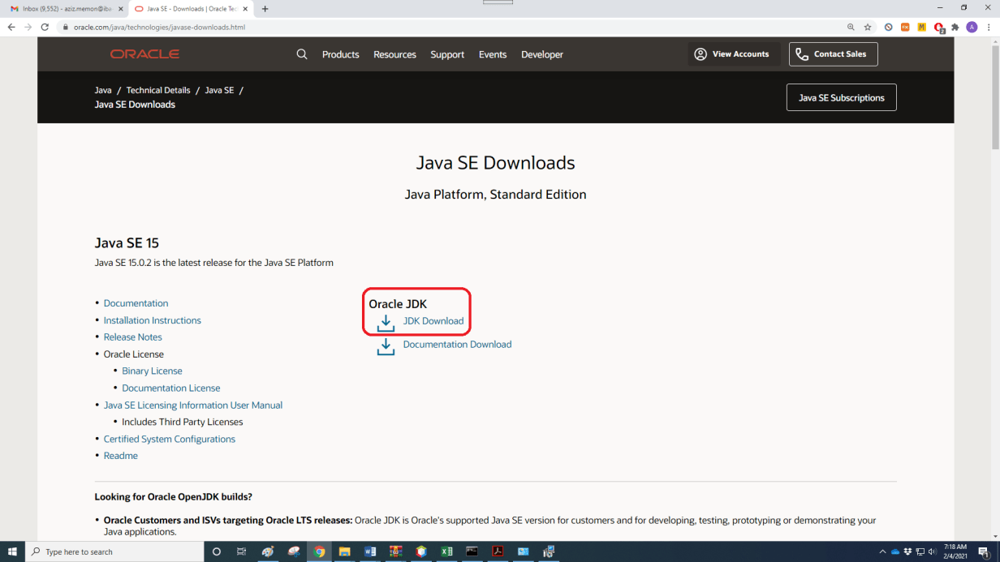 Inbox (9,552) - aziz.memon@iba
Java SE - Downloads | Oracle Tec
oracle.com/java/technologies/javase-downloads.html
ORACLE
Products Resources Support Events Developer
View Accounts
Contact Sales
Java / Technical Details / Java SE /
Java SE Downloads
Java SE Subscriptions
Java SE Downloads
Java Platform, Standard Edition
Java SE 15
Java SE 15.0.2 is the latest release for the Java SE Platform
• Documentation
• Installation Instructions
• Release Notes
• Oracle License
• Binary License
• Documentation License
• Java SE Licensing Information User Manual
• Includes Third Party Licenses
• Certified System Configurations
• Readme
Oracle JDK
JDK Download
Documentation Download
Looking for Oracle OpenJDK builds?
• Oracle Customers and ISVs targeting Oracle LTS releases: Oracle JDK is Oracle's supported Java SE version for customers and for developing, testing, prototyping or demonstrating your
Java applications.
Type here to search
7:18 AM
2/4/2021